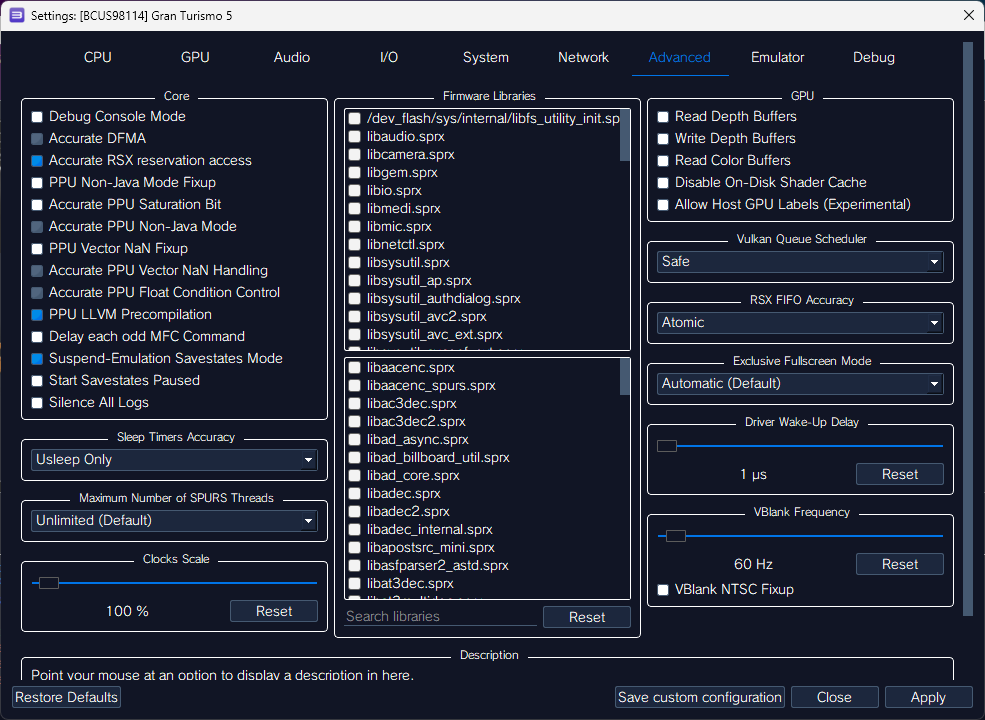 Settings: [BCUS98114] Gran Turismo 5
CPU GPU Audio I/O System Network Advanced Emulator Debug
Core
Debug Console Mode
Accurate DFMA
Accurate RSX reservation access
PPU Non-Java Mode Fixup
Accurate PPU Saturation Bit
Accurate PPU Non-Java Mode
PPU Vector NaN Fixup
Accurate PPU Vector NaN Handling
Accurate PPU Float Condition Control
PPU LLVM Precompilation
Delay each odd MFC Command
Suspend-Emulation Savestates Mode
Start Savestates Paused
Silence All Logs
Sleep Timers Accuracy
Usleep Only
Maximum Number of SPURS Threads
Unlimited (Default)
Clocks Scale
100 % Reset
Firmware Libraries
/dev_flash/sys/internal/libfs_utility_init.sp
libaudio.sprx
libcamera.sprx
libgem.sprx
libio.sprx
libmedi.sprx
libmic.sprx
libnetctl.sprx
libsysutil.sprx
libsysutil_ap.sprx
libsysutil_authdialog.sprx
libsysutil_avc2.sprx
libsysutil_avc_ext.sprx
libaacenc.sprx
libaacenc_spurs.sprx
libac3dec.sprx
libac3dec2.sprx
libad_async.sprx
libad_billboard_util.sprx
libad_core.sprx
libadec.sprx
libadec2.sprx
libadec_internal.sprx
libapostsrc_mini.sprx
libasfparser2_astd.sprx
libat3dec.sprx
Search libraries Reset
GPU
Read Depth Buffers
Write Depth Buffers
Read Color Buffers
Disable On-Disk Shader Cache
Allow Host GPU Labels (Experimental)
Vulkan Queue Scheduler
Safe
RSX FIFO Accuracy
Atomic
Exclusive Fullscreen Mode
Automatic (Default)
Driver Wake-Up Delay
1 µs Reset
VBlank Frequency
60 Hz Reset
VBlank NTSC Fixup
Description
Point your mouse at an option to display a description in here.
Restore Defaults Save custom configuration Close Apply